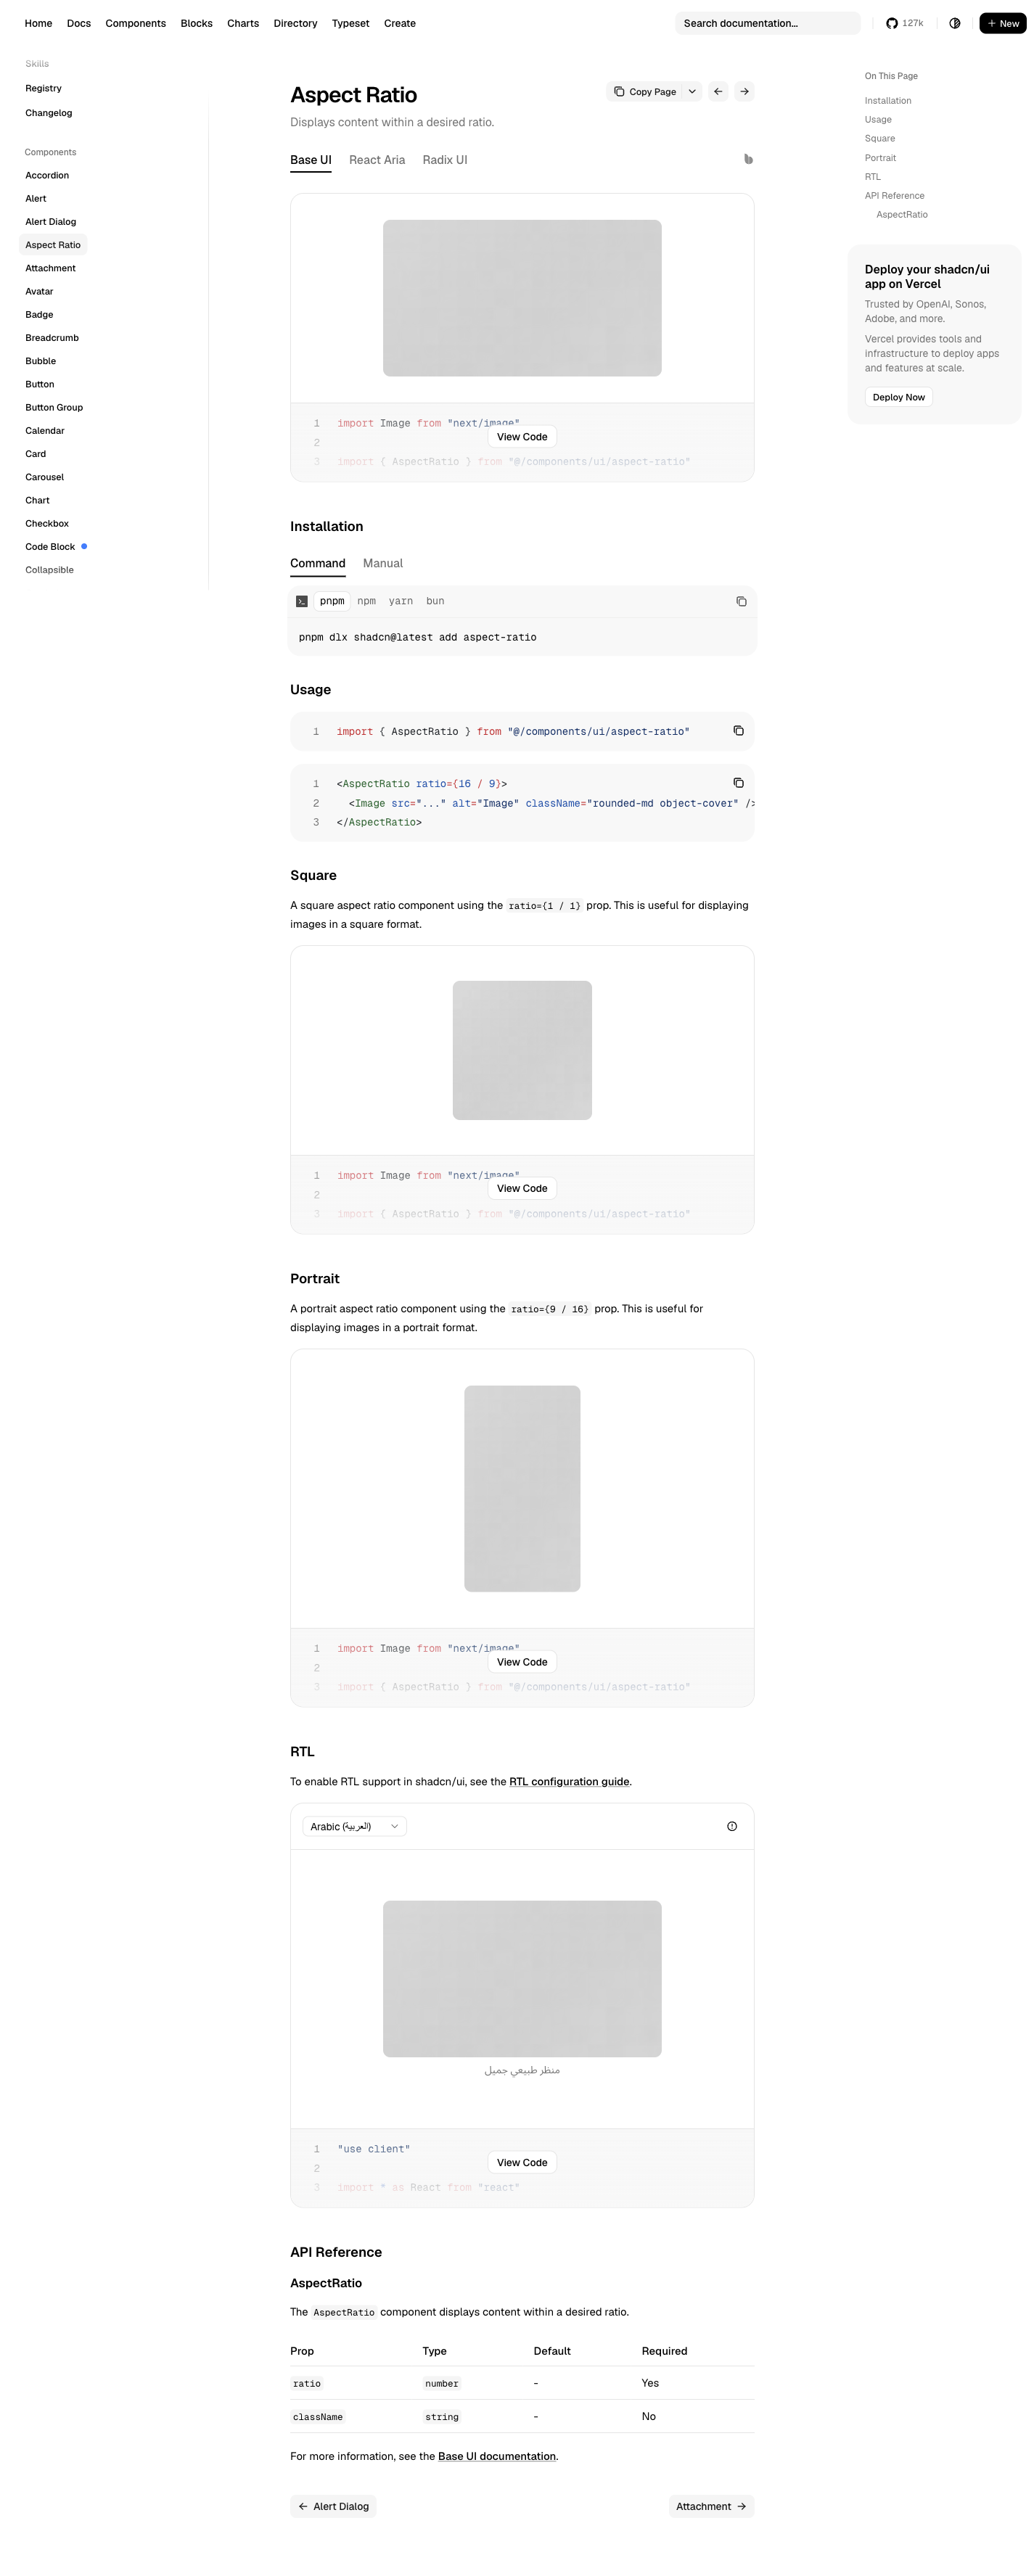 Home Docs Components Blocks Charts Directory Typeset Create Search documentation... 127k New
Skills
Registry
Changelog
Components
Accordion
Alert
Alert Dialog
Aspect Ratio
Attachment
Avatar
Badge
Breadcrumb
Bubble
Button
Button Group
Calendar
Card
Carousel
Chart
Checkbox
Code Block
Collapsible
Aspect Ratio
Copy Page
Displays content within a desired ratio.
Base UI React Aria Radix UI
1 import Image from "next/image"
2
View Code
3 import { AspectRatio } from "@/components/ui/aspect-ratio"
Installation
Command Manual
pnpm npm yarn bun
pnpm dlx shadcn@latest add aspect-ratio
Usage
1 import { AspectRatio } from "@/components/ui/aspect-ratio"
1 <AspectRatio ratio={16 / 9}>
2 <Image src="..." alt="Image" className="rounded-md object-cover" />
3 </AspectRatio>
Square
A square aspect ratio component using the ratio={1 / 1} prop. This is useful for displaying
images in a square format.
1 import Image from "next/image"
2
View Code
3 import { AspectRatio } from "@/components/ui/aspect-ratio"
Portrait
A portrait aspect ratio component using the ratio={9 / 16} prop. This is useful for
displaying images in a portrait format.
1 import Image from "next/image"
2
View Code
3 import { AspectRatio } from "@/components/ui/aspect-ratio"
RTL
To enable RTL support in shadcn/ui, see the RTL configuration guide.
Arabic (العربية)
منظر طبيعي جميل
1 "use client"
2
View Code
3 import * as React from "react"
API Reference
AspectRatio
The AspectRatio component displays content within a desired ratio.
Prop Type Default Required
ratio number - Yes
className string - No
For more information, see the Base UI documentation.
Alert Dialog Attachment
On This Page
Installation
Usage
Square
Portrait
RTL
API Reference
AspectRatio
Deploy your shadcn/ui
app on Vercel
Trusted by OpenAI, Sonos,
Adobe, and more.
Vercel provides tools and
infrastructure to deploy apps
and features at scale.
Deploy Now